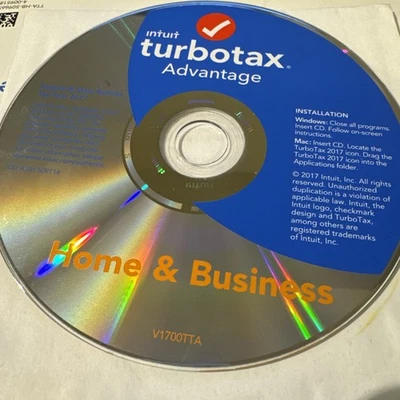 intuit
turbotax®
Advantage
INSTALLATION
Windows: Close all programs.
Insert CD. Follow on-screen
instructions.
Mac: Insert CD. Locate the
TurboTax 2017 icon. Drag the
TurboTax 2017 icon into the
Applications folder.
© 2017 Intuit, Inc. All rights
reserved. Unauthorized
duplication is a violation of
applicable law. Intuit, the
Intuit logo, checkmark
design and TurboTax,
among others are
registered trademarks
of Intuit, Inc.
Home & Business
V1700TTA